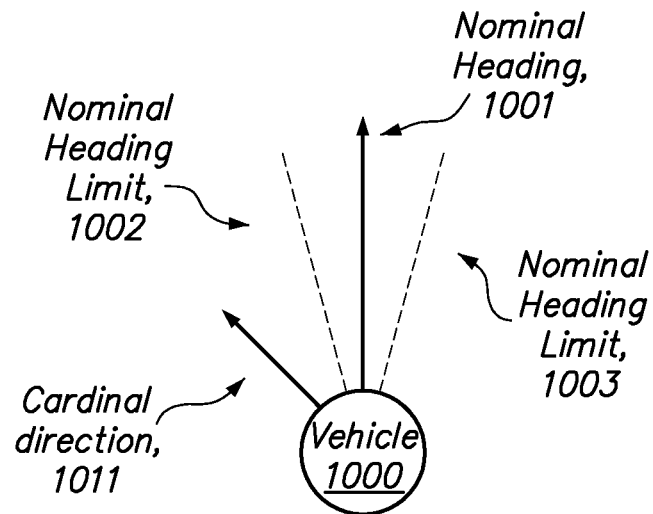 Nominal
Heading,
1001
Nominal
Heading
Limit,
1002
Nominal
Heading
Limit,
1003
Cardinal
direction,
1011
Vehicle
1000